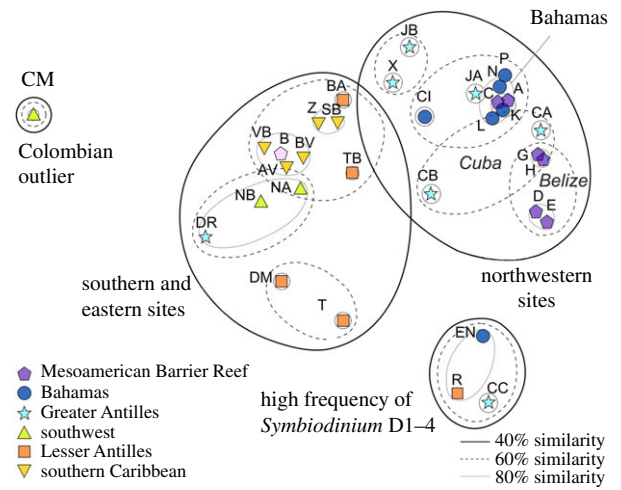 Bahamas
JB
P
X
N
CM
JA
C
A
BA
CI
Z
SB
K
CA
L
VB
B
BV
Colombian
outlier
TB
Cuba
G
H
AV
Belize
CB
NB
NA
D
E
DR
southern and
eastern sites
DM
northwestern
sites
T
EN
Mesoamerican Barrier Reef
Bahamas
Greater Antilles
southwest
Lesser Antilles
southern Caribbean
high frequency of
Symbiodinium D1–4
R
CC
40% similarity
60% similarity
80% similarity